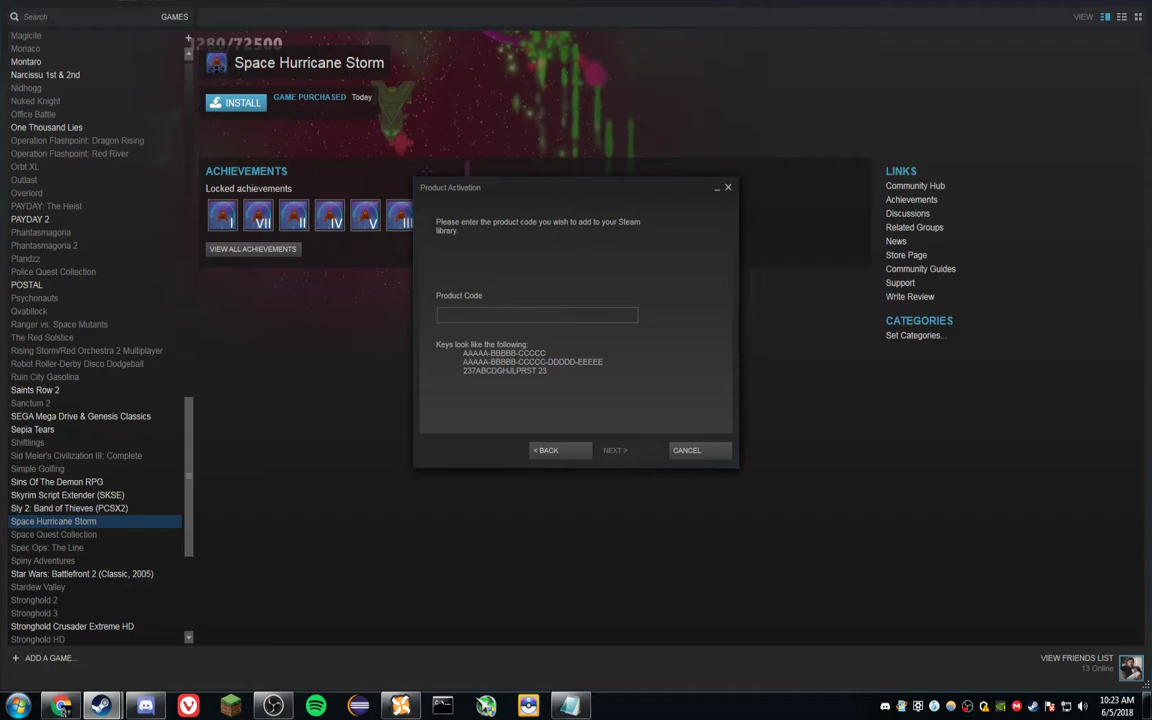 Search
GAMES
VIEW
Magicite
Monaco
Montaro
Narcissu 1st & 2nd
Nidhogg
Nuked Knight
Office Battle
One Thousand Lies
Operation Flashpoint: Dragon Rising
Operation Flashpoint: Red River
Orbt XL
Outlast
Overlord
PAYDAY: The Heist
PAYDAY 2
Phantasmagoria
Phantasmagoria 2
Plandzz
Police Quest Collection
POSTAL
Psychonauts
Qvabllock
Ranger vs. Space Mutants
The Red Solstice
Rising Storm/Red Orchestra 2 Multiplayer
Robot Roller-Derby Disco Dodgeball
Ruin City Gasolina
Saints Row 2
Sanctum 2
SEGA Mega Drive & Genesis Classics
Sepia Tears
Shiftlings
Sid Meier's Civilization III: Complete
Simple Golfing
Sins Of The Demon RPG
Skyrim Script Extender (SKSE)
Sly 2: Band of Thieves (PCSX2)
Space Hurricane Storm
Space Quest Collection
Spec Ops: The Line
Spiny Adventures
Star Wars: Battlefront 2 (Classic, 2005)
Stardew Valley
Stronghold 2
Stronghold 3
Stronghold Crusader Extreme HD
Stronghold HD
+ ADD A GAME...
280/72500
Space Hurricane Storm
INSTALL
GAME PURCHASED Today
ACHIEVEMENTS
Locked achievements
I VII II IV V III
VIEW ALL ACHIEVEMENTS
Product Activation
Please enter the product code you wish to add to your Steam
library.
Product Code
Keys look like the following:
AAAAA-BBBBB-CCCCC
AAAAA-BBBBB-CCCCC-DDDDD-EEEEE
237ABCDGHJLPRST 23
< BACK
NEXT >
CANCEL
LINKS
Community Hub
Achievements
Discussions
Related Groups
News
Store Page
Community Guides
Support
Write Review
CATEGORIES
Set Categories...
VIEW FRIENDS LIST
13 Online
10:23 AM
6/5/2018